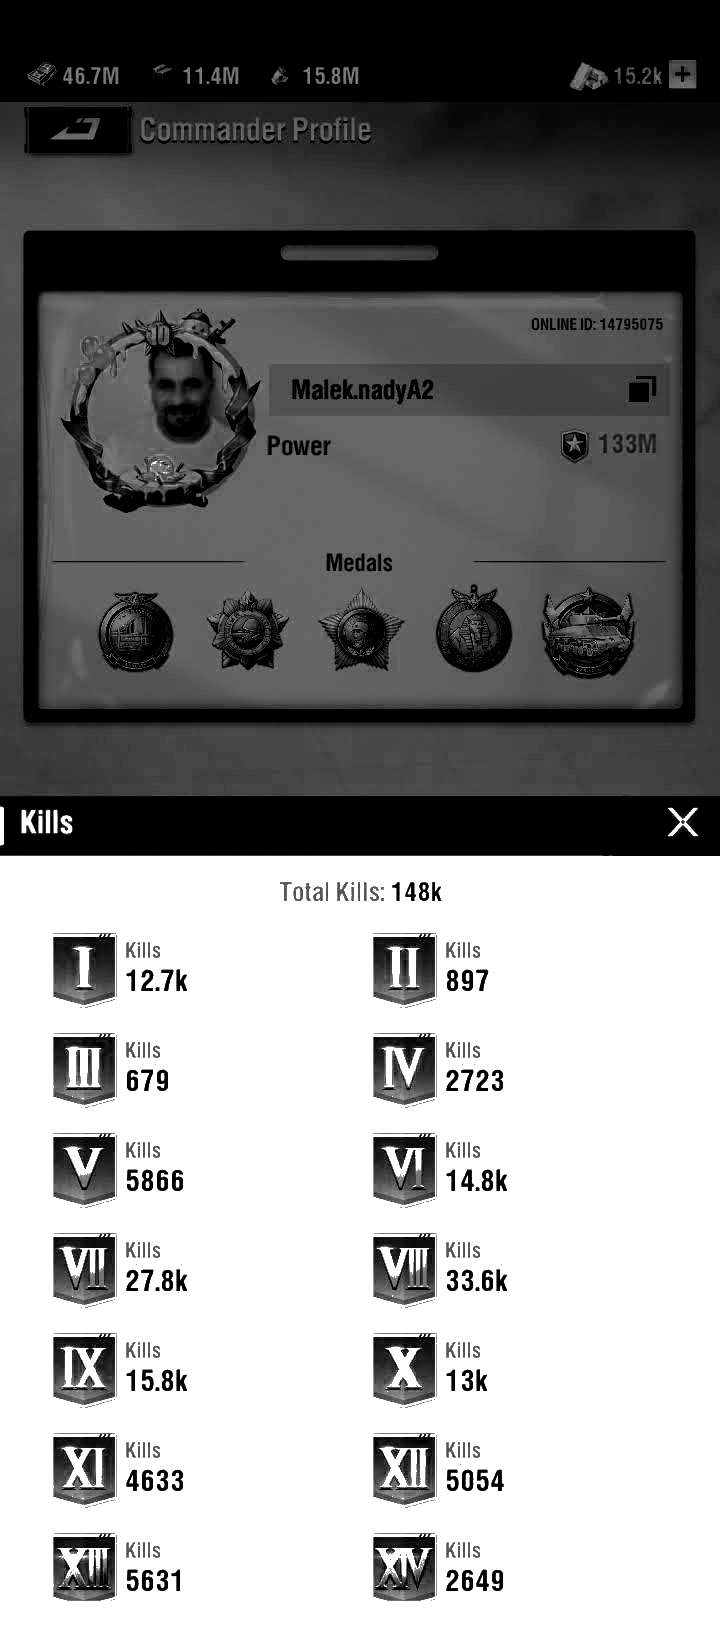 46.7M 11.4M 15.8M 15.2k
Commander Profile
10
ONLINE ID: 14795075
Malek.nadyA2
Power 133M
Medals
Kills
Total Kills: 148k
I Kills 12.7k
II Kills 897
III Kills 679
IV Kills 2723
V Kills 5866
VI Kills 14.8k
VII Kills 27.8k
VIII Kills 33.6k
IX Kills 15.8k
X Kills 13k
XI Kills 4633
XII Kills 5054
XIII Kills 5631
XIV Kills 2649